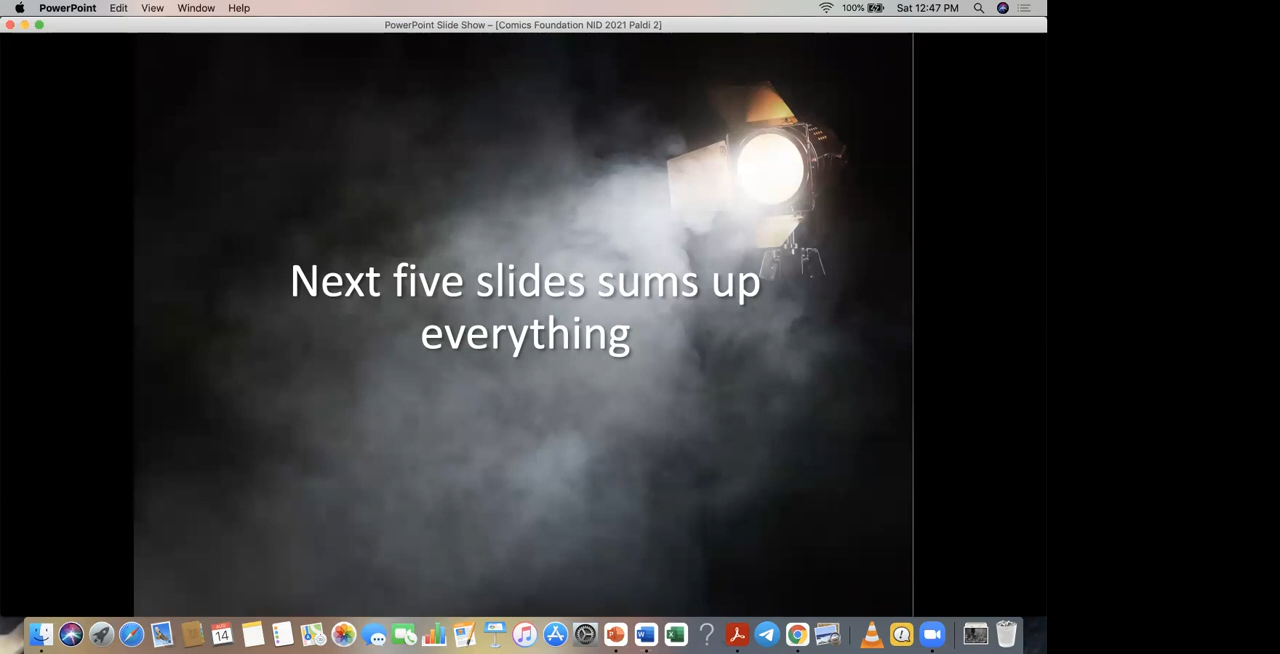 PowerPoint Edit View Window Help 100% Sat 12:47 PM
PowerPoint Slide Show – [Comics Foundation NID 2021 Paldi 2]
Next five slides sums up
everything
AUG
14